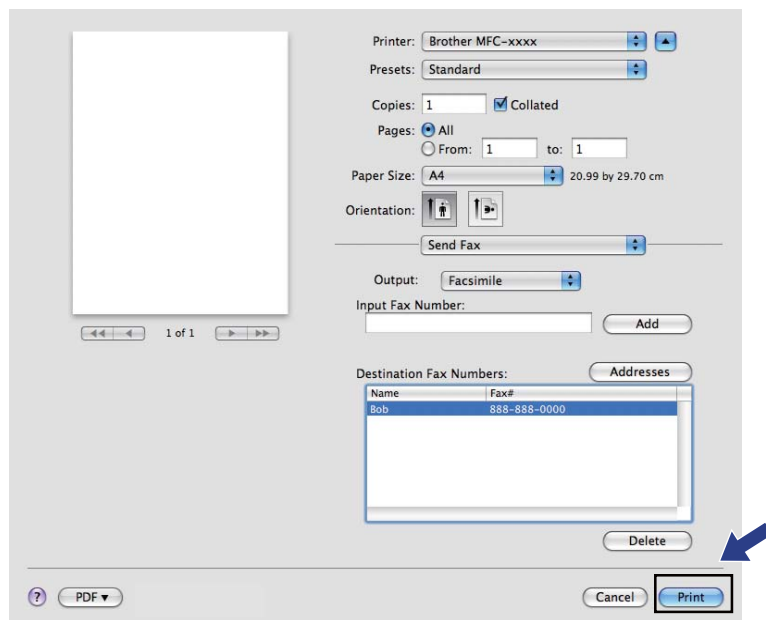 Printer: Brother MFC-xxxx
Presets: Standard
Copies: 1 Collated
Pages: All
From: 1 to: 1
Paper Size: A4 20.99 by 29.70 cm
Orientation:
Send Fax
Output: Facsimile
Input Fax Number:
Add
1 of 1
Destination Fax Numbers: Addresses
Name Fax#
Bob 888-888-0000
Delete
? PDF▼ Cancel Print